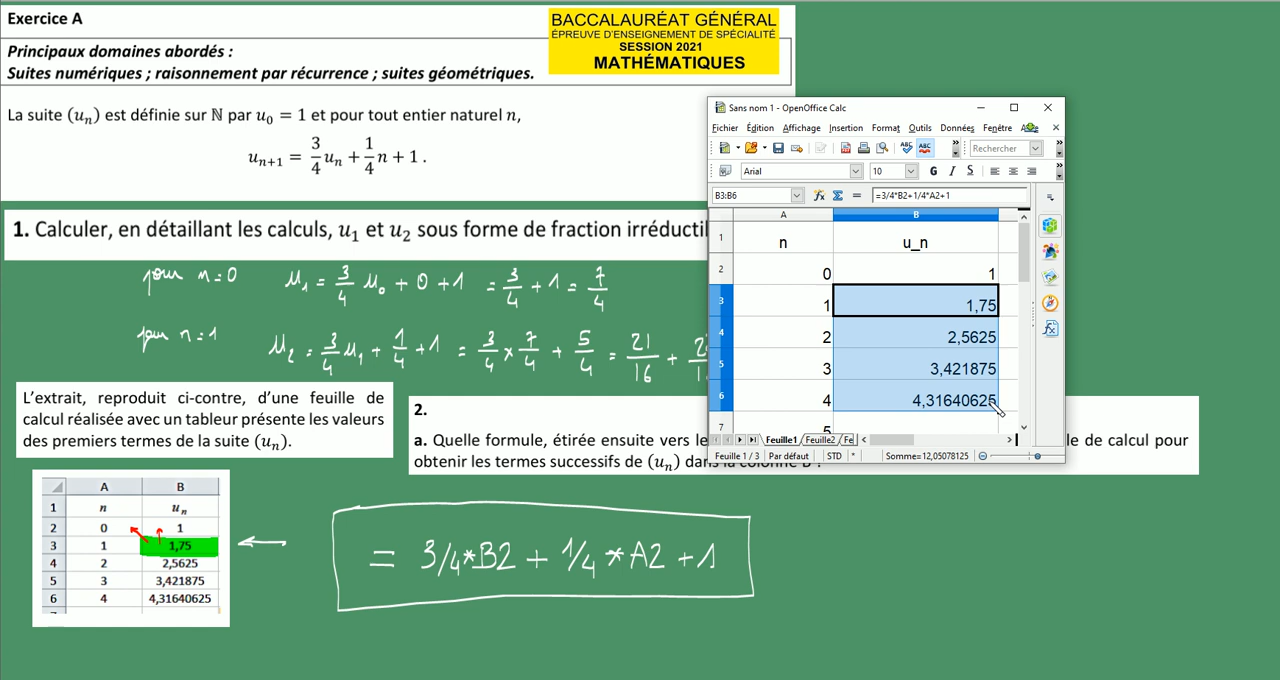 Exercice A
BACCALAURÉAT GÉNÉRAL
ÉPREUVE D'ENSEIGNEMENT DE SPÉCIALITÉ
SESSION 2021
MATHÉMATIQUES
Principaux domaines abordés :
Suites numériques ; raisonnement par récurrence ; suites géométriques.
La suite (uₙ) est définie sur ℕ par u₀ = 1 et pour tout entier naturel n,
uₙ₊₁ = 3/4 uₙ + 1/4 n + 1 .
1. Calculer, en détaillant les calculs, u₁ et u₂ sous forme de fraction irréductil
pour n = 0 u₁ = 3/4 u₀ + 0 + 1 = 3/4 + 1 = 7/4
pour n = 1 u₂ = 3/4 u₁ + 1/4 + 1 = 3/4 × 7/4 + 5/4 = 21/16 +
L'extrait, reproduit ci-contre, d'une feuille de
calcul réalisée avec un tableur présente les valeurs
des premiers termes de la suite (uₙ).
2.
a. Quelle formule, étirée ensuite vers le
le de calcul pour
obtenir les termes successifs de (uₙ) dans la colonne B ?
A B
1 n uₙ
2 0 1
3 1 1,75
4 2 2,5625
5 3 3,421875
6 4 4,31640625
= 3/4*B2 + 1/4*A2 + 1
Sans nom 1 - OpenOffice Calc
Fichier Édition Affichage Insertion Format Outils Données Fenêtre
Rechercher
Arial 10 G I S
B3:B6 =3/4*B2+1/4*A2+1
A B
1 n u_n
2 0 1
3 1 1,75
4 2 2,5625
5 3 3,421875
6 4 4,31640625
7 5
Feuille1 Feuille2 Fe
Feuille 1 / 3 Par défaut STD * Somme=12,05078125